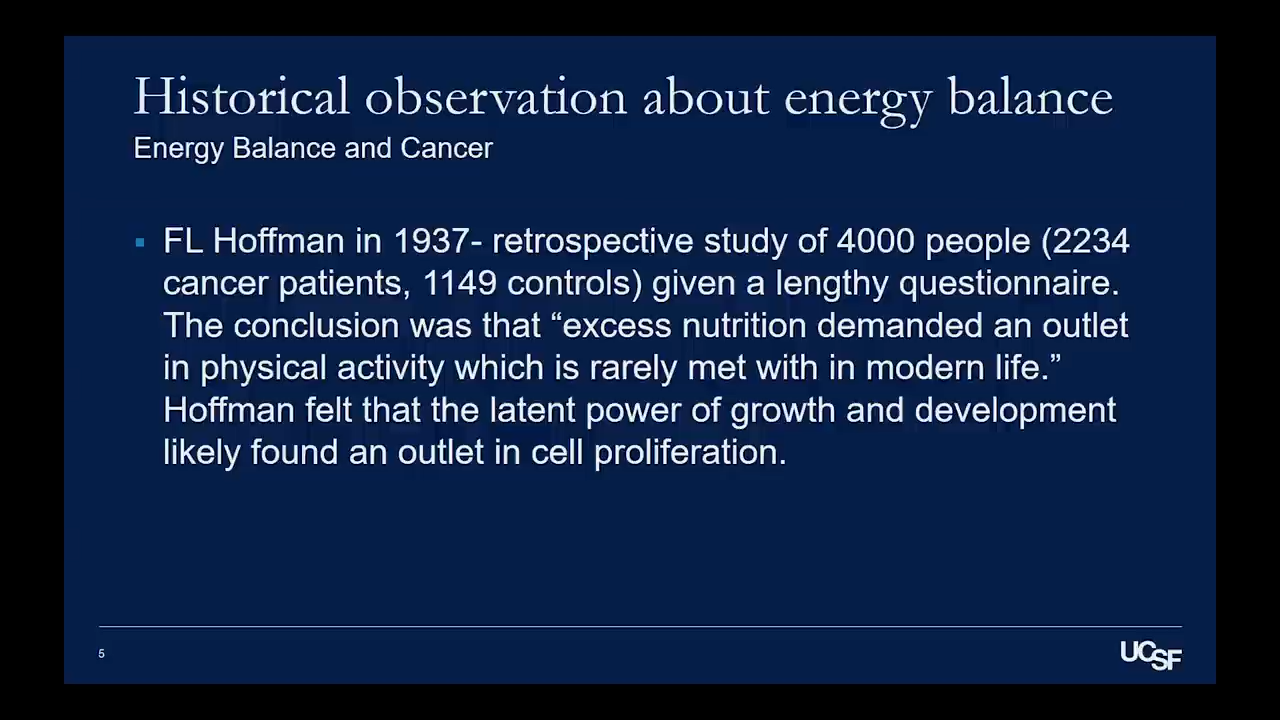 Historical observation about energy balance
Energy Balance and Cancer
▪ FL Hoffman in 1937- retrospective study of 4000 people (2234
cancer patients, 1149 controls) given a lengthy questionnaire.
The conclusion was that “excess nutrition demanded an outlet
in physical activity which is rarely met with in modern life.”
Hoffman felt that the latent power of growth and development
likely found an outlet in cell proliferation.
5
UCSF